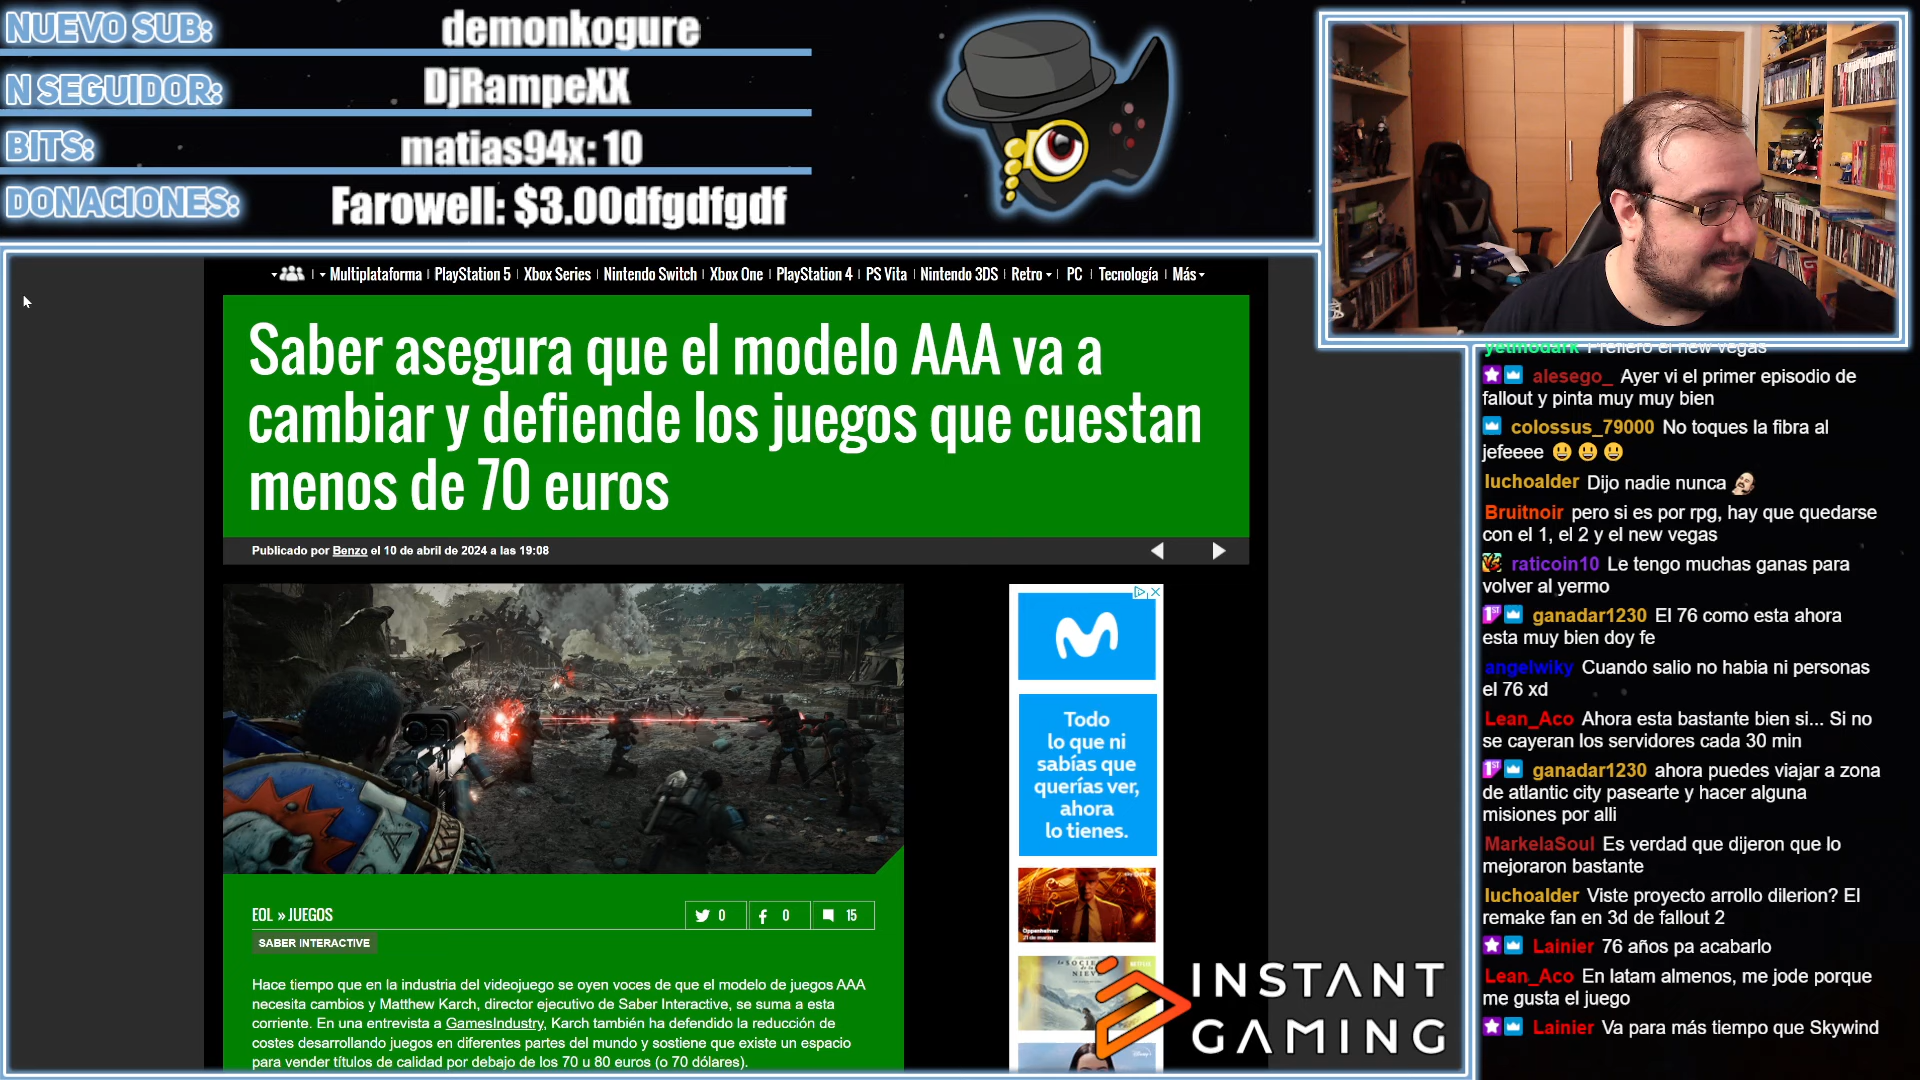 NUEVO SUB:
demonkogure
N SEGUIDOR:
DjRampeXX
BITS:
matias94x: 10
DONACIONES:
Farowell: $3.00dfgdfgdf
Multiplataforma | PlayStation 5 | Xbox Series | Nintendo Switch | Xbox One | PlayStation 4 | PS Vita | Nintendo 3DS | Retro | PC | Tecnología | Más
Saber asegura que el modelo AAA va a
cambiar y defiende los juegos que cuestan
menos de 70 euros
Publicado por Benzo el 10 de abril de 2024 a las 19:08
EOL » JUEGOS
0
0
15
SABER INTERACTIVE
Hace tiempo que en la industria del videojuego se oyen voces de que el modelo de juegos AAA
necesita cambios y Matthew Karch, director ejecutivo de Saber Interactive, se suma a esta
corriente. En una entrevista a GamesIndustry, Karch también ha defendido la reducción de
costes desarrollando juegos en diferentes partes del mundo y sostiene que existe un espacio
para vender títulos de calidad por debajo de los 70 u 80 euros (o 70 dólares).
Todo
lo que ni
sabías que
querías ver,
ahora
lo tienes.
Oppenheimer
21 de marzo
INSTANT
GAMING
yetmodark Prefiero el new vegas
alesego_ Ayer vi el primer episodio de
fallout y pinta muy muy bien
colossus_79000 No toques la fibra al
jefeeee
luchoalder Dijo nadie nunca
Bruitnoir pero si es por rpg, hay que quedarse
con el 1, el 2 y el new vegas
raticoin10 Le tengo muchas ganas para
volver al yermo
ganadar1230 El 76 como esta ahora
esta muy bien doy fe
angelwiky Cuando salio no habia ni personas
el 76 xd
Lean_Aco Ahora esta bastante bien si... Si no
se cayeran los servidores cada 30 min
ganadar1230 ahora puedes viajar a zona
de atlantic city pasearte y hacer alguna
misiones por alli
MarkelaSoul Es verdad que dijeron que lo
mejoraron bastante
luchoalder Viste proyecto arrollo dilerion? El
remake fan en 3d de fallout 2
Lainier 76 años pa acabarlo
Lean_Aco En latam almenos, me jode porque
me gusta el juego
Lainier Va para más tiempo que Skywind